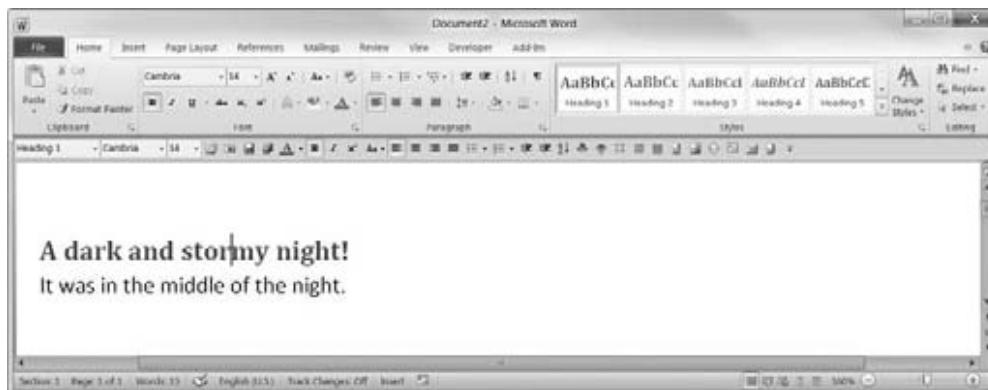 Document2 - Microsoft Word
File Home Insert Page Layout References Mailings Review View Developer Add-Ins
Cut Cambria 14 AaBbCc AaBbCc AaBbCcI AaBbCcI AaBbCcE Find
Copy Replace
Paste Format Painter Heading 1 Heading 2 Heading 3 Heading 4 Heading 5 Change Styles Select
Clipboard Font Paragraph Styles Editing
Heading 1 Cambria 14
A dark and stormy night!
It was in the middle of the night.
Section: 1 Page: 1 of 1 Words: 13 English (U.S.) Track Changes: Off Insert 300%